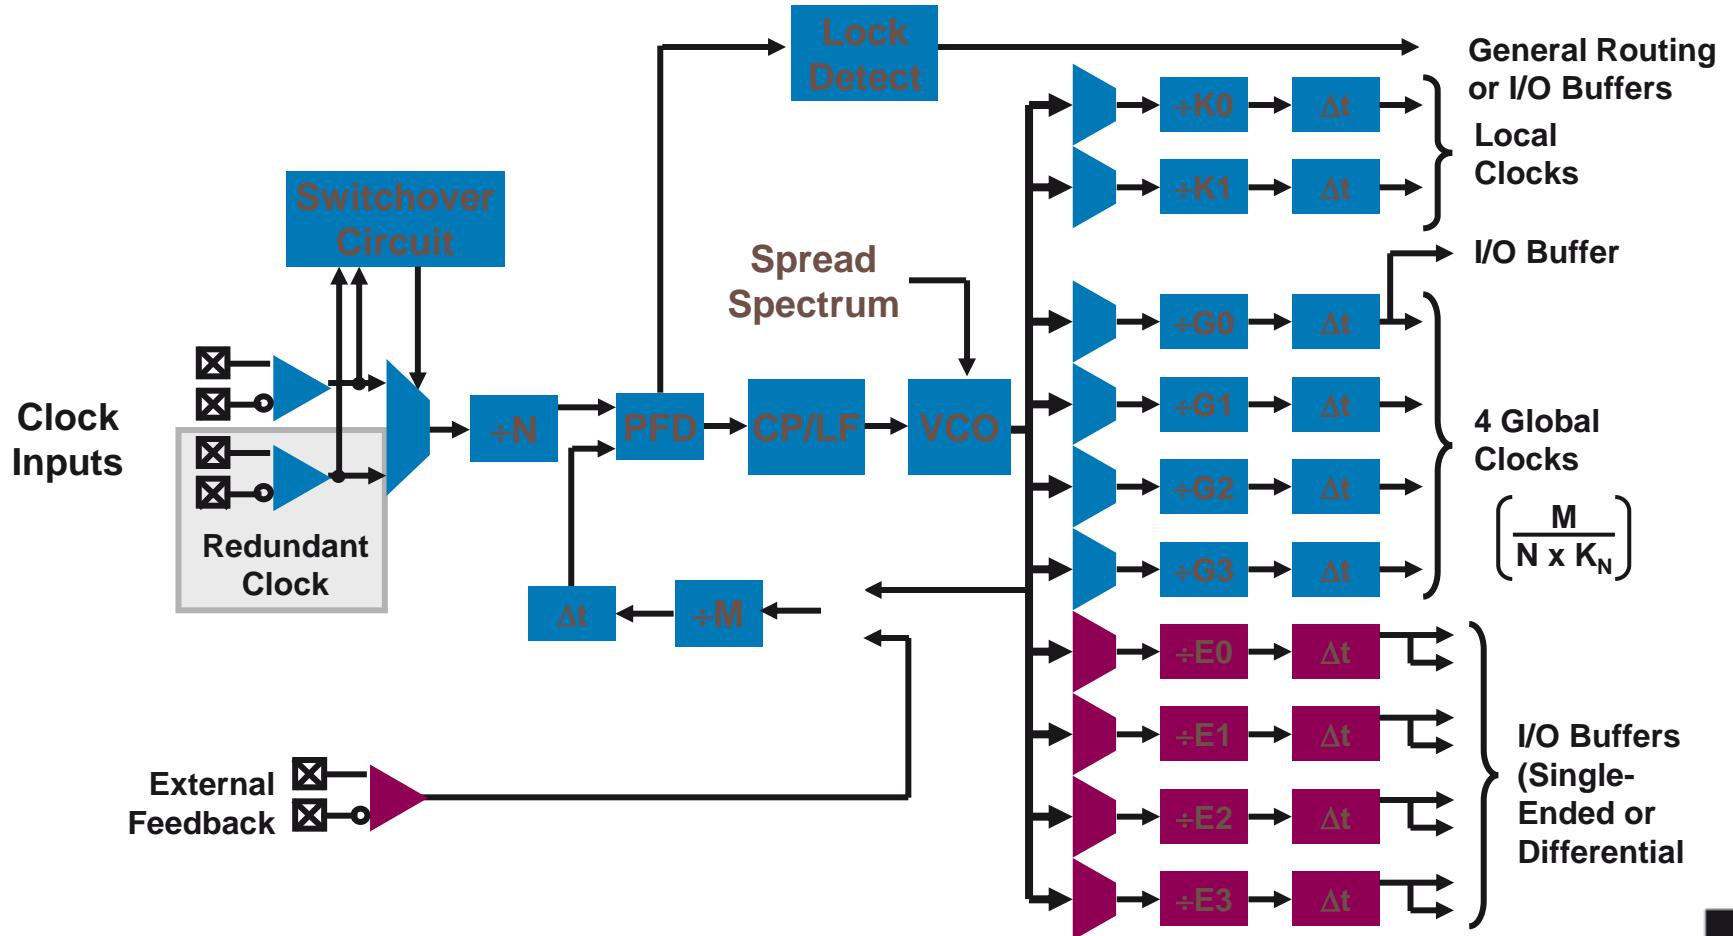 Lock
Detect
General Routing
or I/O Buffers
÷K0
Δt
Local
Clocks
÷K1
Δt
Switchover
Circuit
I/O Buffer
Spread
Spectrum
÷G0
Δt
Clock
Inputs
÷N
PFD
CP/LF
VCO
÷G1
Δt
4 Global
Clocks
÷G2
Δt
M
N x KN
Redundant
Clock
÷G3
Δt
Δt
÷M
÷E0
Δt
÷E1
Δt
I/O Buffers
(Single-
Ended or
Differential
External
Feedback
÷E2
Δt
÷E3
Δt